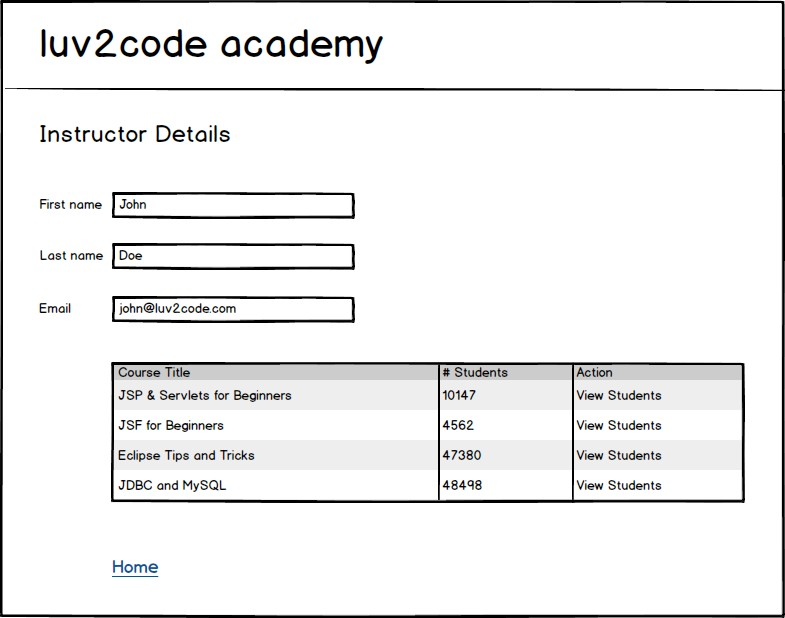 luv2code academy
Instructor Details
First name John
Last name Doe
Email john@luv2code.com
Course Title # Students Action
JSP & Servlets for Beginners 10147 View Students
JSF for Beginners 4562 View Students
Eclipse Tips and Tricks 47380 View Students
JDBC and MySQL 48498 View Students
Home